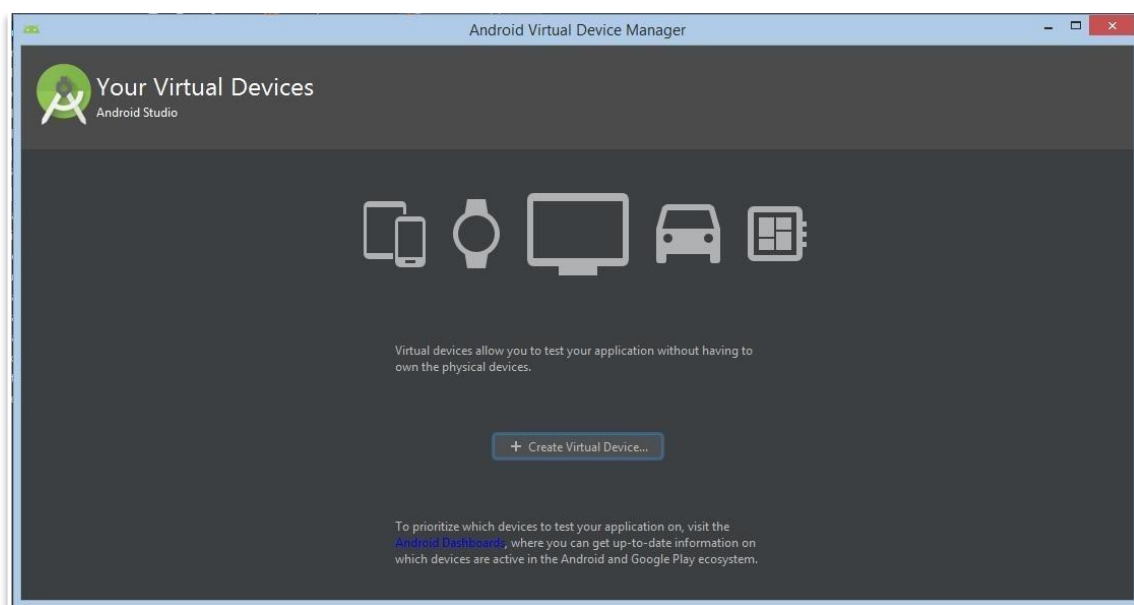 Android Virtual Device Manager
Your Virtual Devices
Android Studio
Virtual devices allow you to test your application without having to
own the physical devices.
+ Create Virtual Device...
To prioritize which devices to test your application on, visit the
Android Dashboards, where you can get up-to-date information on
which devices are active in the Android and Google Play ecosystem.